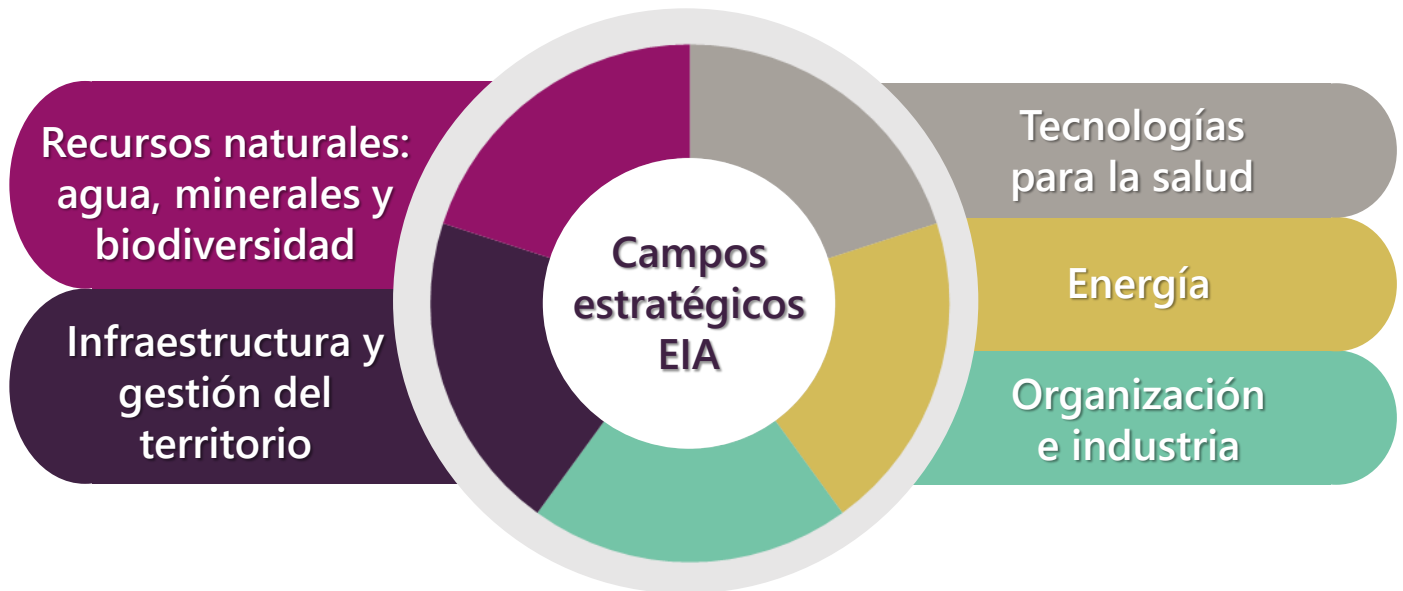 Recursos naturales:
agua, minerales y
biodiversidad
Infraestructura y
gestión del
territorio
Campos
estratégicos
EIA
Tecnologías
para la salud
Energía
Organización
e industria